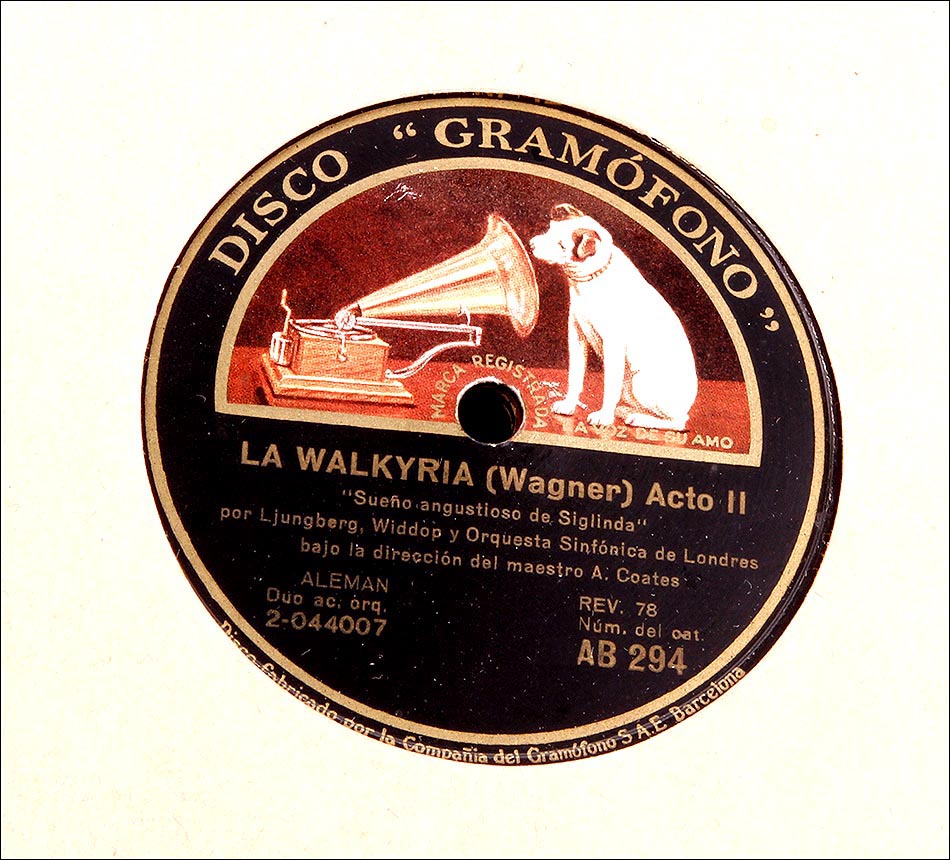 DISCO "GRAMÓFONO"
MARCA REGISTRADA
LA VOZ DE SU AMO
LA WALKYRIA (Wagner) Acto II
"Sueño angustioso de Siglinda"
por Ljungberg, Widdop y Orquesta Sinfónica de Londres
bajo la dirección del maestro A. Coates
ALEMAN
Dúo ac. orq.
2-044007
REV. 78
Núm. del cat.
AB 294
Disco fabricado por la Compañia del Gramófono S.A.E. Barcelona